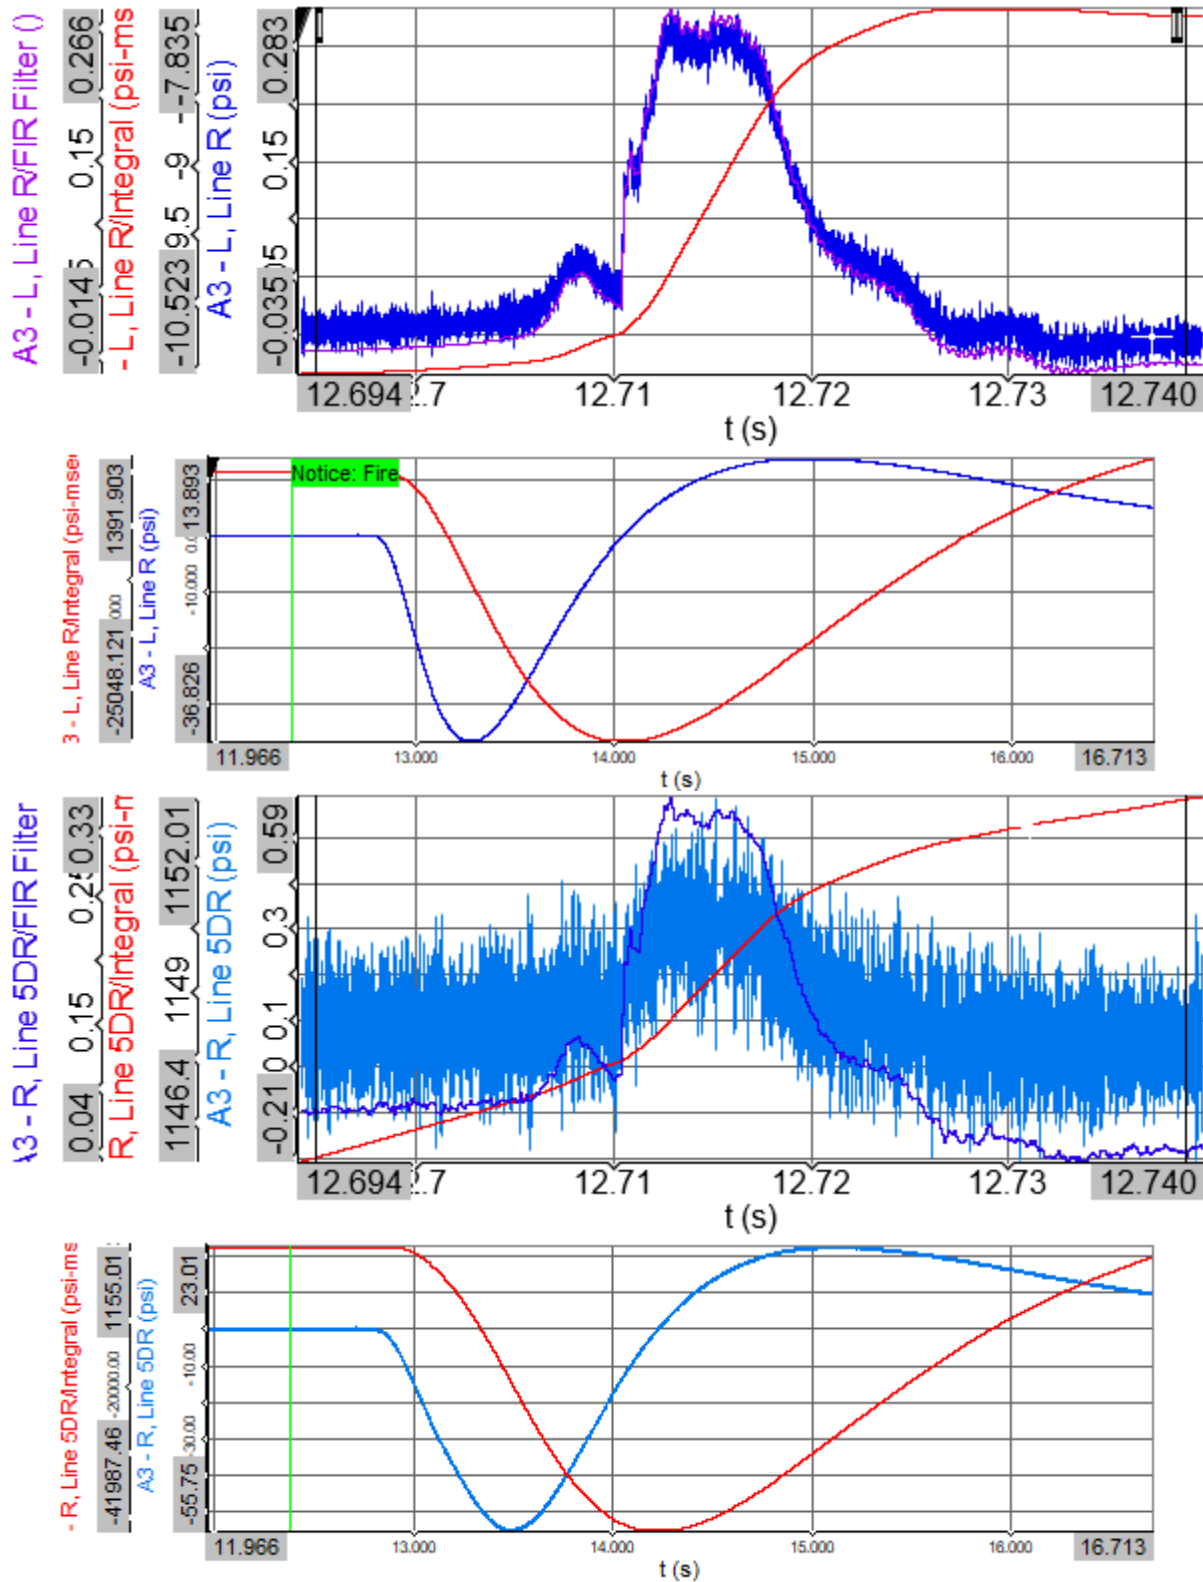 A3 - L, Line R/FIR Filter ()
-0.0145 0.15 0.266
- L, Line R/Integral (psi-ms
-10.523 9.5 -9 -7.835
A3 - L, Line R (psi)
-0.0350 0.15 0.283
12.694 12.71 12.72 12.73 12.740
t (s)
3 - L, Line R/Integral (psi-mse
-25048.121 000 1391.903
A3 - L, Line R (psi)
-36.826 -10.000 13.893
Notice: Fire
11.966 13.000 14.000 15.000 16.000 16.713
t (s)
A3 - R, Line 5DR/FIR Filter
0.04 0.15 0.25 0.33
R, Line 5DR/Integral (psi-m
1146.4 1149 1152.01
A3 - R, Line 5DR (psi)
-0.21 0 0.1 0.3 0.59
12.694 12.71 12.72 12.73 12.740
t (s)
- R, Line 5DR/Integral (psi-ms
-41987.46 -20000.00 1155.01
A3 - R, Line 5DR (psi)
-55.75 -30.00 -10.00 23.01
11.966 13.000 14.000 15.000 16.000 16.713
t (s)